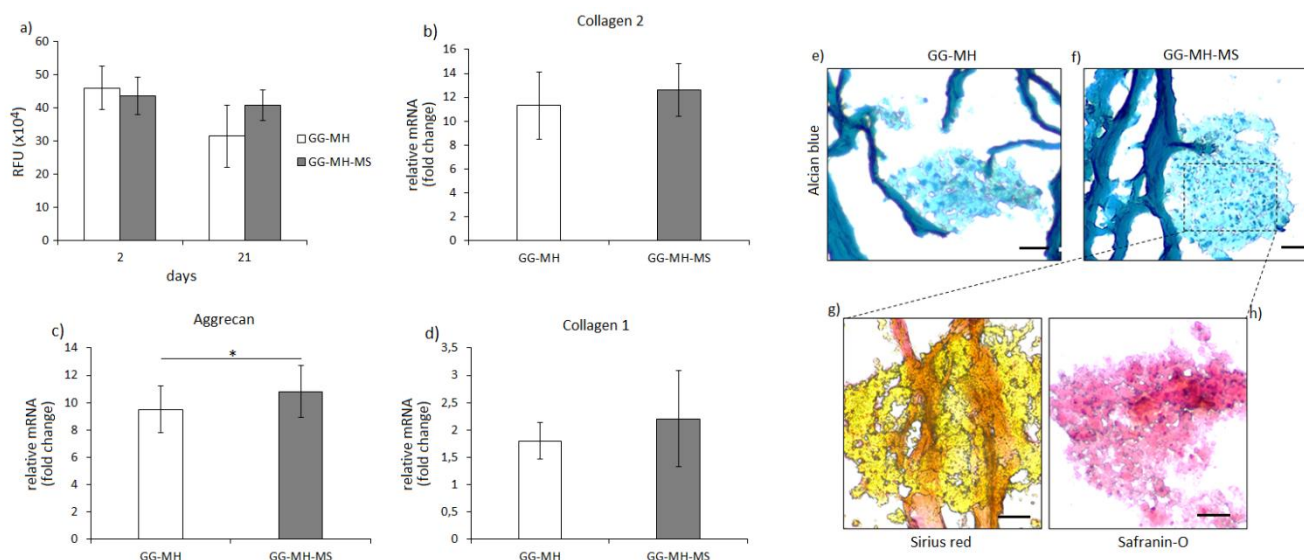 a)
60
50
40
30
20
10
0
RFU (x10⁴)
2
21
days
GG-MH
GG-MH-MS
b)
Collagen 2
16
14
12
10
8
6
4
2
0
relative mRNA
(fold change)
GG-MH
GG-MH-MS
c)
Aggrecan
*
14
12
10
8
6
4
2
0
relative mRNA
(fold change)
GG-MH
GG-MH-MS
d)
Collagen 1
3,5
3
2,5
2
1,5
1
0,5
0
relative mRNA
(fold change)
GG-MH
GG-MH-MS
e)
GG-MH
f)
GG-MH-MS
Alcian blue
g)
h)
Sirius red
Safranin-O